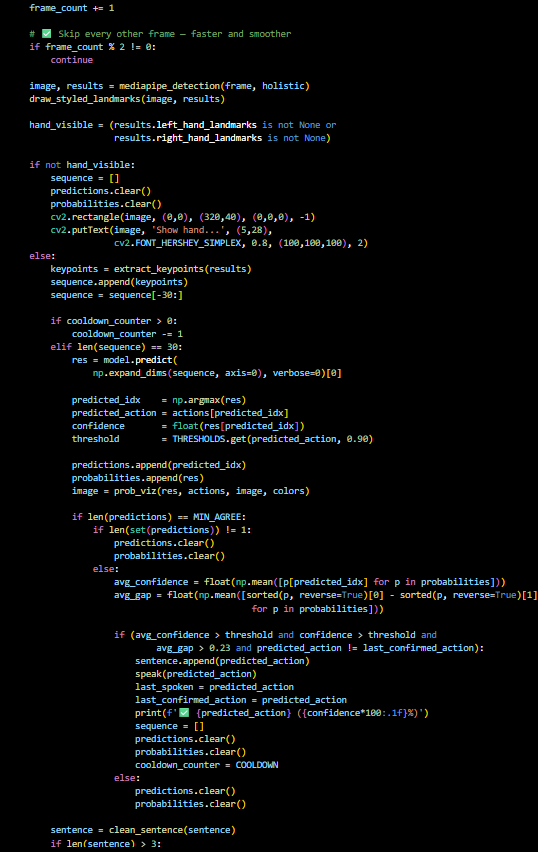 frame_count += 1

# ✅ Skip every other frame — faster and smoother
if frame_count % 2 != 0:
    continue

image, results = mediapipe_detection(frame, holistic)
draw_styled_landmarks(image, results)

hand_visible = (results.left_hand_landmarks is not None or
                results.right_hand_landmarks is not None)

if not hand_visible:
    sequence = []
    predictions.clear()
    probabilities.clear()
    cv2.rectangle(image, (0,0), (320,40), (0,0,0), -1)
    cv2.putText(image, 'Show hand...', (5,28),
                cv2.FONT_HERSHEY_SIMPLEX, 0.8, (100,100,100), 2)
else:
    keypoints = extract_keypoints(results)
    sequence.append(keypoints)
    sequence = sequence[-30:]

    if cooldown_counter > 0:
        cooldown_counter -= 1
    elif len(sequence) == 30:
        res = model.predict(
            np.expand_dims(sequence, axis=0), verbose=0)[0]

        predicted_idx    = np.argmax(res)
        predicted_action = actions[predicted_idx]
        confidence       = float(res[predicted_idx])
        threshold        = THRESHOLDS.get(predicted_action, 0.90)

        predictions.append(predicted_idx)
        probabilities.append(res)
        image = prob_viz(res, actions, image, colors)

        if len(predictions) == MIN_AGREE:
            if len(set(predictions)) != 1:
                predictions.clear()
                probabilities.clear()
            else:
                avg_confidence = float(np.mean([p[predicted_idx] for p in probabilities]))
                avg_gap = float(np.mean([sorted(p, reverse=True)[0] - sorted(p, reverse=True)[1]
                                          for p in probabilities]))

                if (avg_confidence > threshold and confidence > threshold and
                        avg_gap > 0.23 and predicted_action != last_confirmed_action):
                    sentence.append(predicted_action)
                    speak(predicted_action)
                    last_spoken = predicted_action
                    last_confirmed_action = predicted_action
                    print(f'✅ {predicted_action} ({confidence*100:.1f}%)')
                    sequence = []
                    predictions.clear()
                    probabilities.clear()
                    cooldown_counter = COOLDOWN
                else:
                    predictions.clear()
                    probabilities.clear()

    sentence = clean_sentence(sentence)
    if len(sentence) > 3: